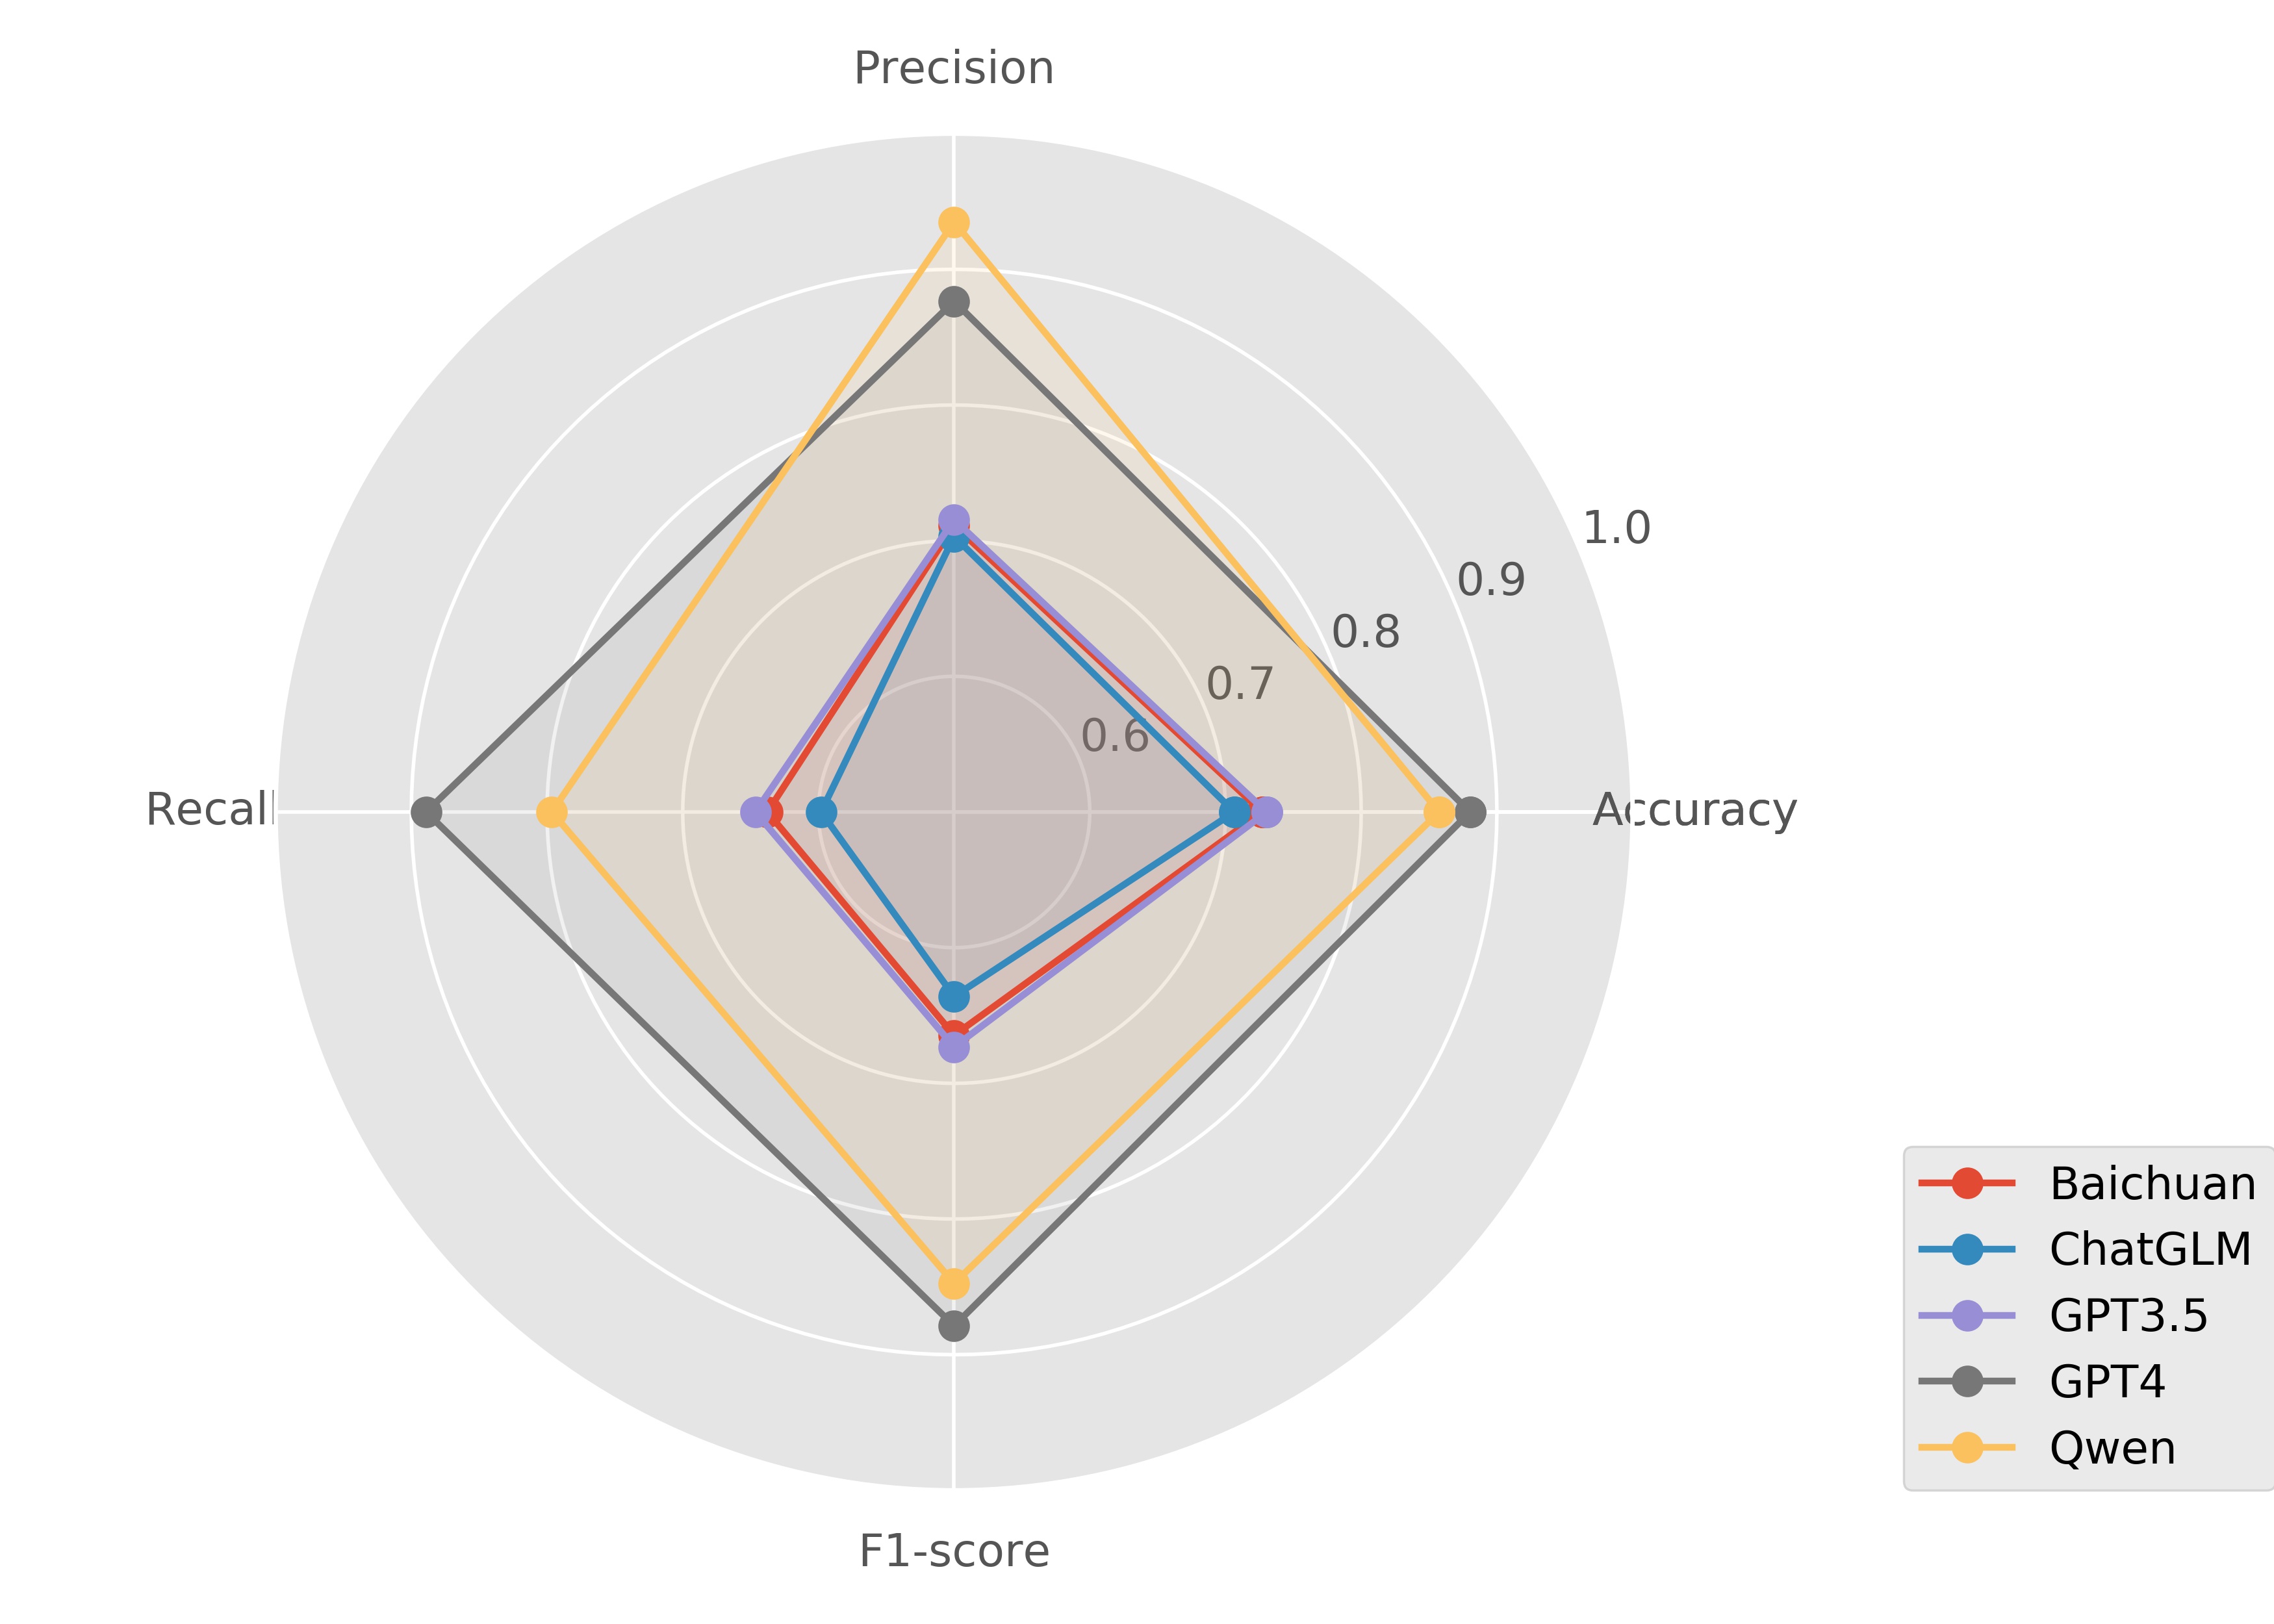 Precision
1.0
0.9
0.8
0.7
0.6
Recall
Accuracy
F1-score
Baichuan
ChatGLM
GPT3.5
GPT4
Qwen